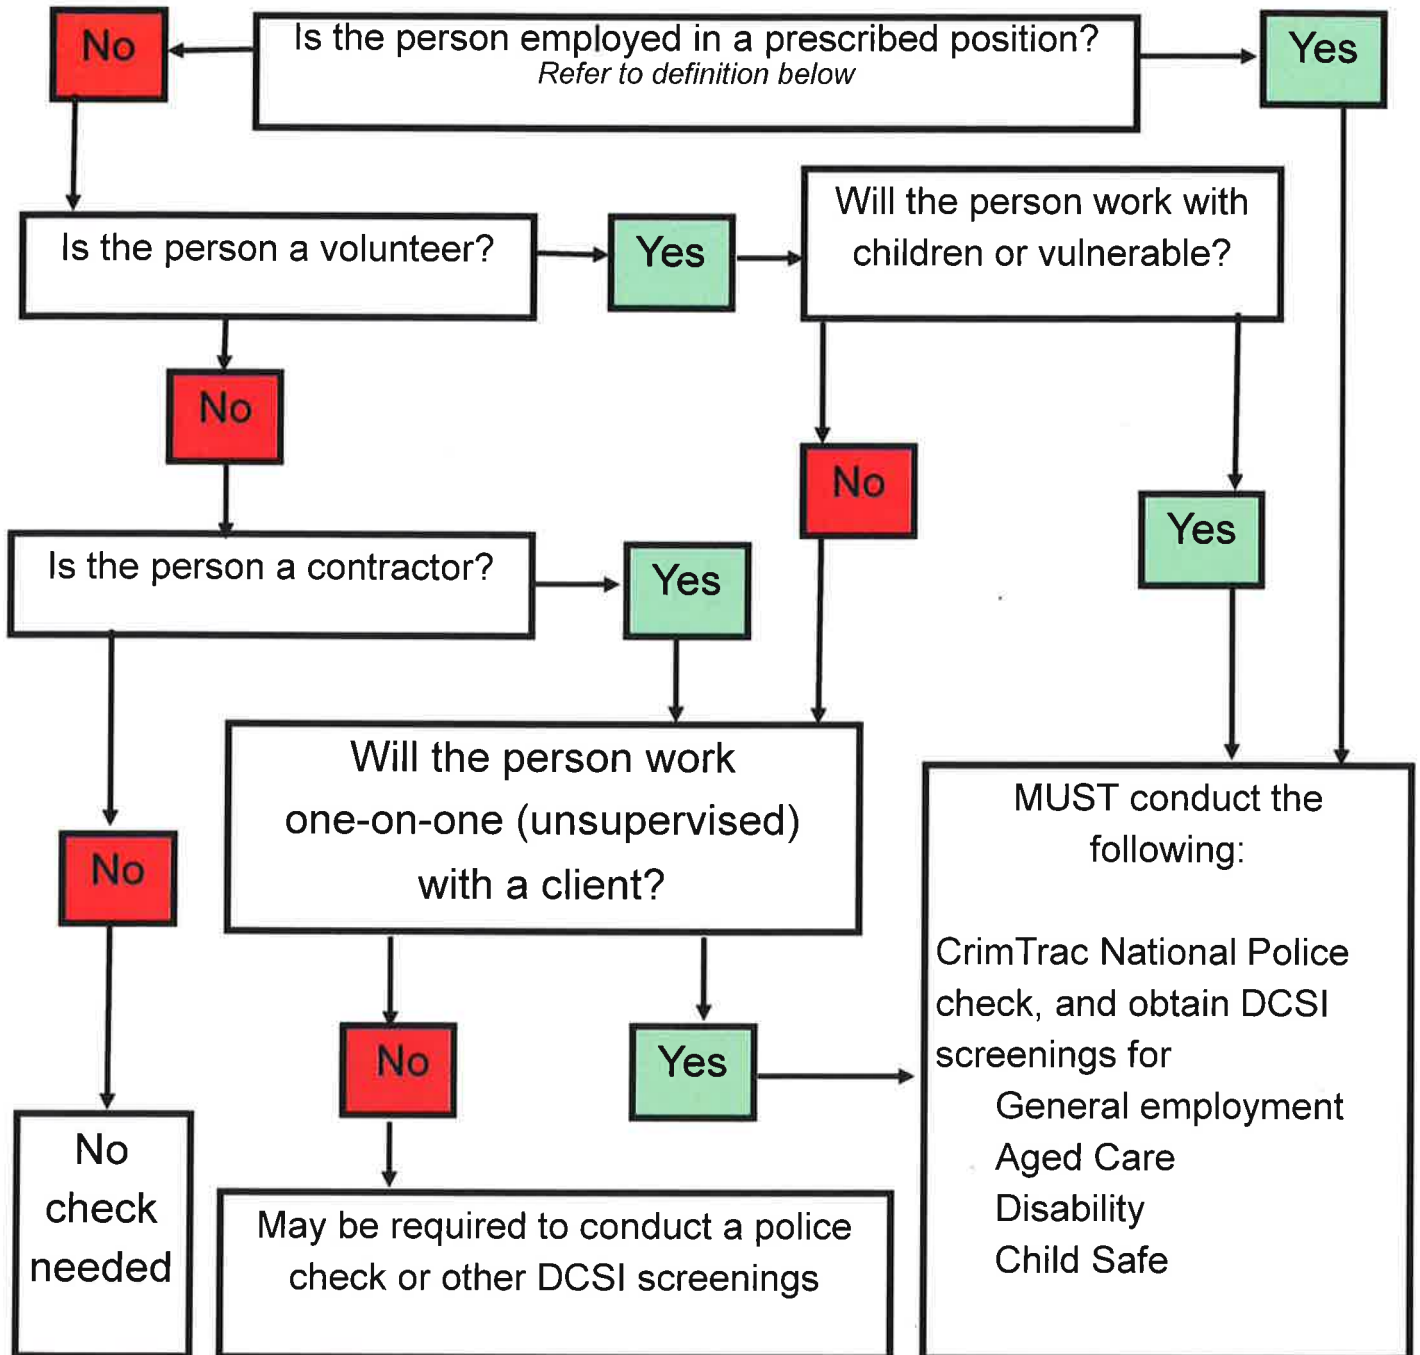 No
Is the person employed in a prescribed position?
Refer to definition below
Yes
Is the person a volunteer?
Yes
Will the person work with
children or vulnerable?
No
No
Yes
Is the person a contractor?
Yes
Will the person work
one-on-one (unsupervised)
with a client?
No
No
Yes
MUST conduct the
following:
CrimTrac National Police
check, and obtain DCSI
screenings for
General employment
Aged Care
Disability
Child Safe
No
check
needed
May be required to conduct a police
check or other DCSI screenings